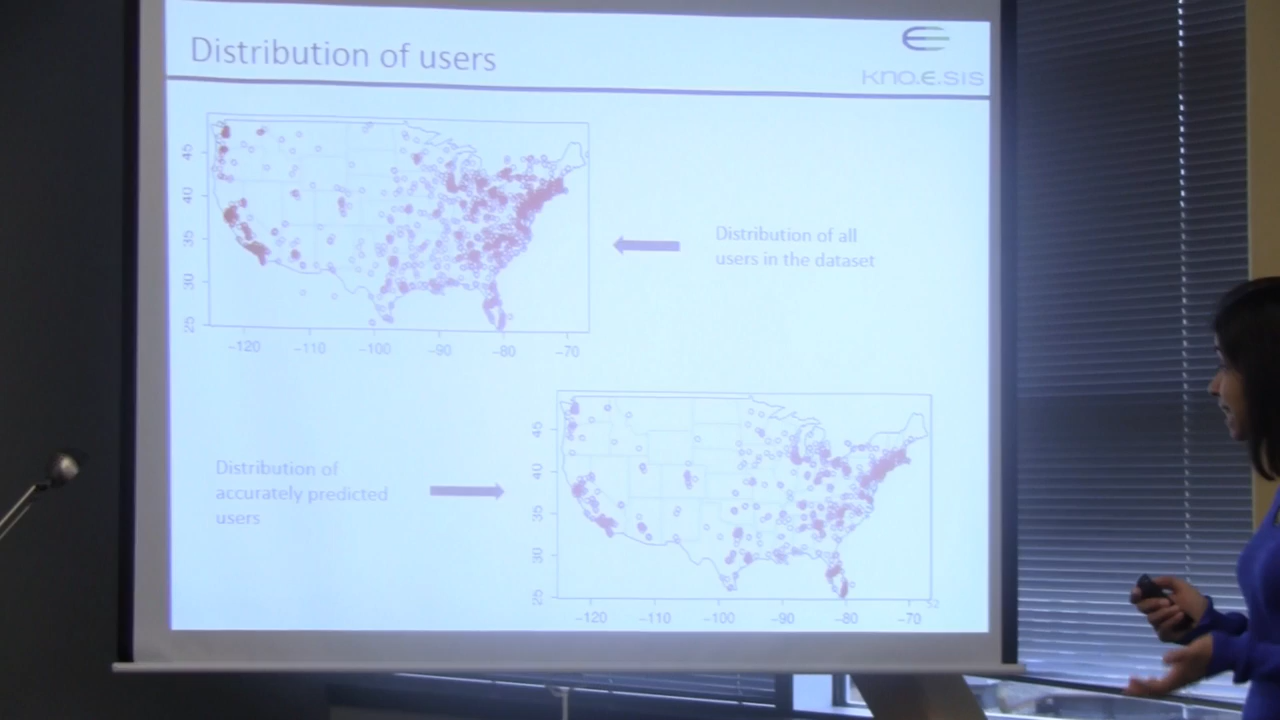 Distribution of users
kno.e.sis
45
40
35
30
25
−120 −110 −100 −90 −80 −70
Distribution of all
users in the dataset
Distribution of
accurately predicted
users
45
40
35
30
25
−120 −110 −100 −90 −80 −70
52